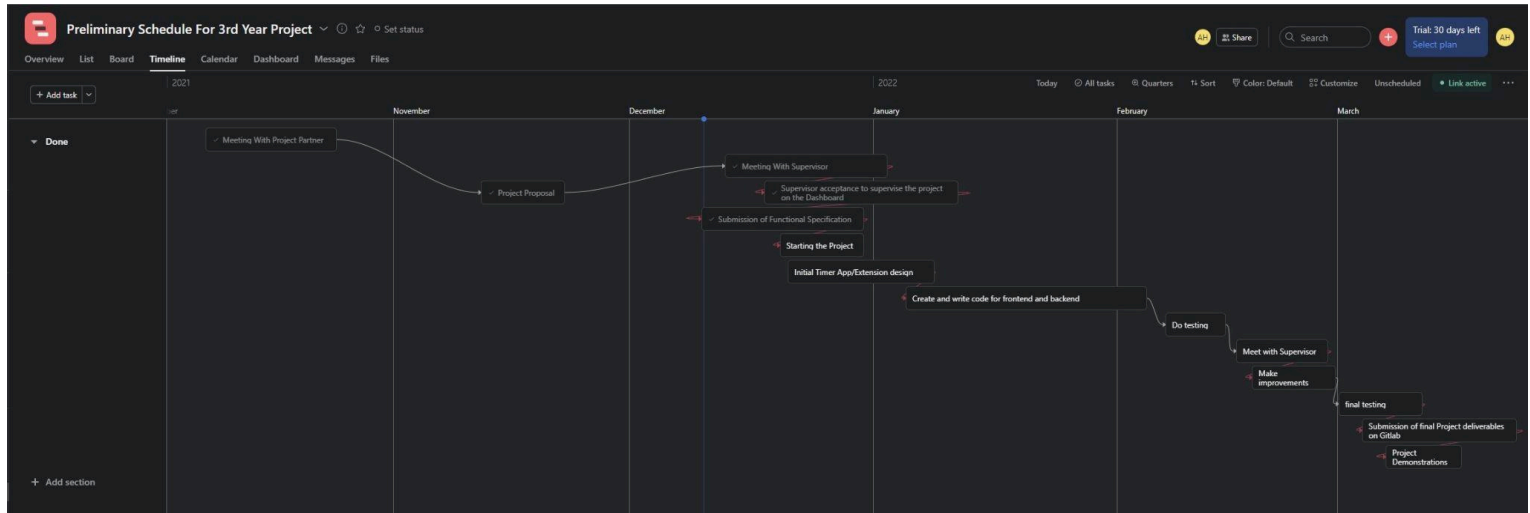 Preliminary Schedule For 3rd Year Project
Set status
AH
Share
Search
Trial: 30 days left
Select plan
AH
Overview List Board Timeline Calendar Dashboard Messages Files
+ Add task
2021
2022
Today All tasks Quarters Sort Color: Default Customize Unscheduled Link active
November December January February March
Done
Meeting With Project Partner
Meeting With Supervisor
Project Proposal
Supervisor acceptance to supervise the project
on the Dashboard
Submission of Functional Specification
Starting the Project
Initial Timer App/Extension design
Create and write code for frontend and backend
Do testing
Meet with Supervisor
Make
improvements
final testing
Submission of final Project deliverables
on Gitlab
Project
Demonstrations
+ Add section